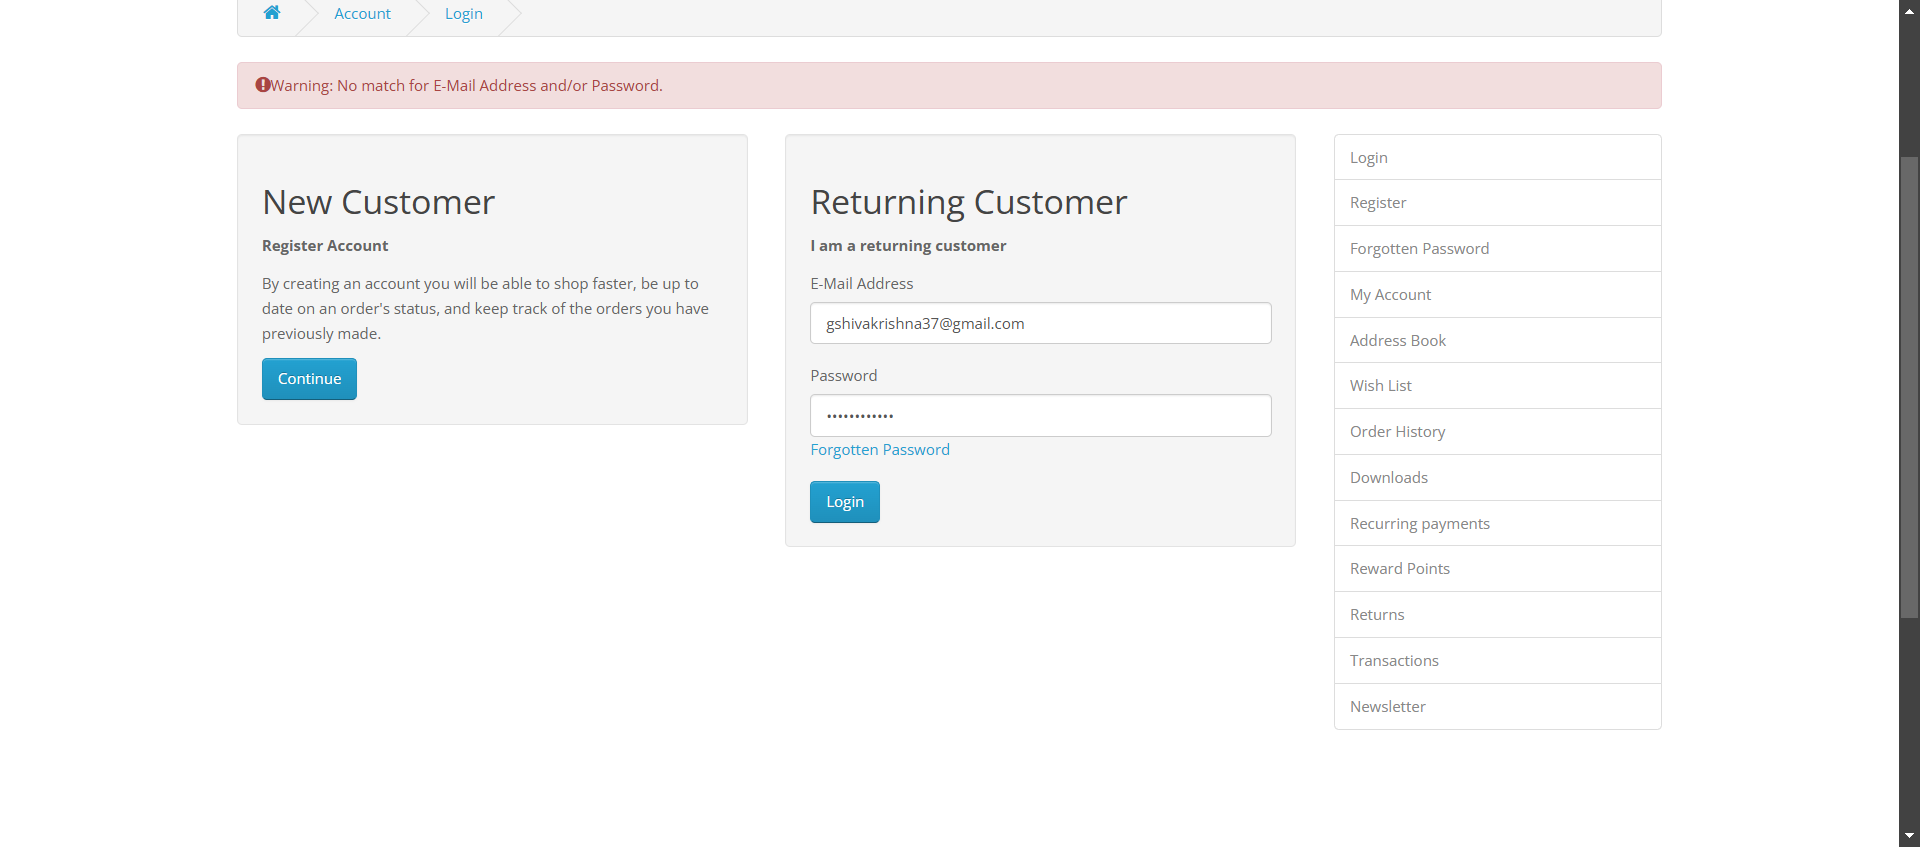 Account
Login
Warning: No match for E-Mail Address and/or Password.
New Customer
Register Account
By creating an account you will be able to shop faster, be up to
date on an order's status, and keep track of the orders you have
previously made.
Continue
Returning Customer
I am a returning customer
E-Mail Address
gshivakrishna37@gmail.com
Password
••••••••••••
Forgotten Password
Login
Login
Register
Forgotten Password
My Account
Address Book
Wish List
Order History
Downloads
Recurring payments
Reward Points
Returns
Transactions
Newsletter